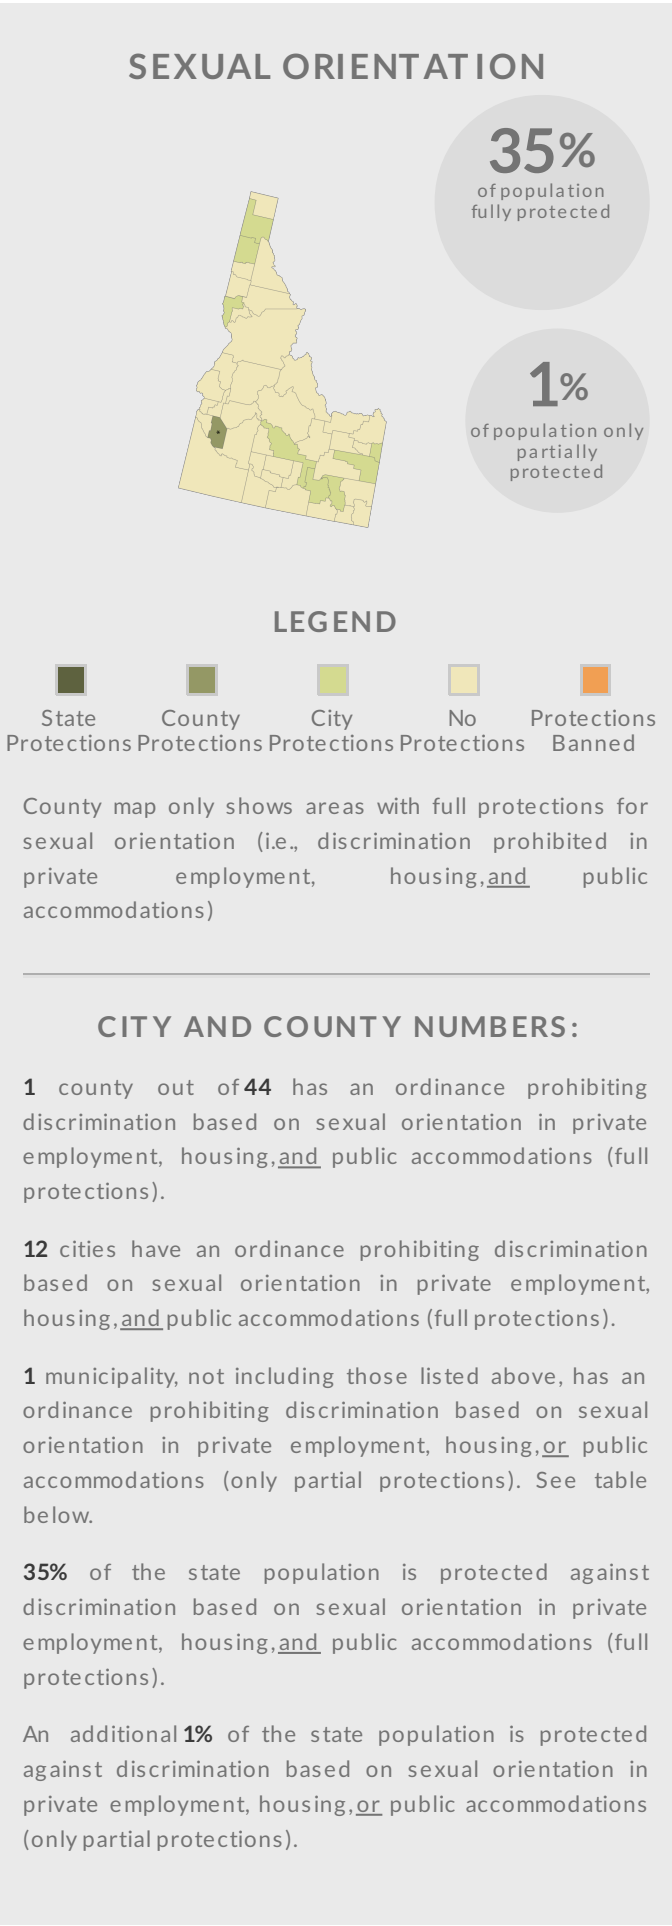 SEXUAL ORIENTATION
35%
of population
fully protected
1%
of population only
partially
protected
LEGEND
State
Protections
County
Protections
City
Protections
No
Protections
Protections
Banned
County map only shows areas with full protections for
sexual orientation (i.e., discrimination prohibited in
private employment, housing, and public
accommodations)
CITY AND COUNTY NUMBERS:
1 county out of 44 has an ordinance prohibiting
discrimination based on sexual orientation in private
employment, housing, and public accommodations (full
protections).
12 cities have an ordinance prohibiting discrimination
based on sexual orientation in private employment,
housing, and public accommodations (full protections).
1 municipality, not including those listed above, has an
ordinance prohibiting discrimination based on sexual
orientation in private employment, housing, or public
accommodations (only partial protections). See table
below.
35% of the state population is protected against
discrimination based on sexual orientation in private
employment, housing, and public accommodations (full
protections).
An additional 1% of the state population is protected
against discrimination based on sexual orientation in
private employment, housing, or public accommodations
(only partial protections).